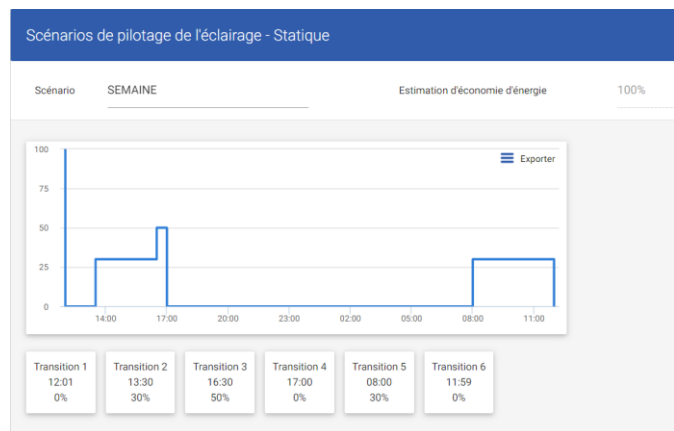 Scénarios de pilotage de l'éclairage - Statique
Scénario SEMAINE Estimation d'économie d'énergie 100%
Exporter
100
75
50
25
0
14:00 17:00 20:00 23:00 02:00 05:00 08:00 11:00
Transition 1 Transition 2 Transition 3 Transition 4 Transition 5 Transition 6
12:01 13:30 16:30 17:00 08:00 11:59
0% 30% 50% 0% 30% 0%